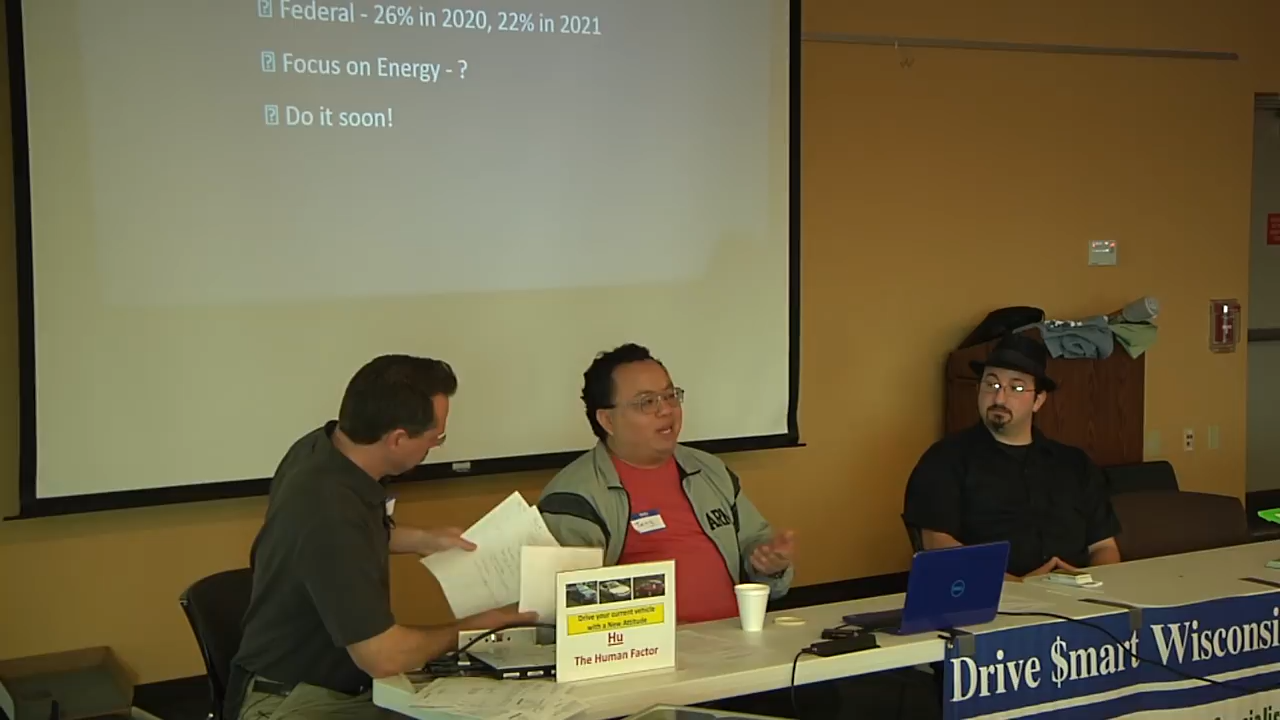 Federal - 26% in 2020, 22% in 2021
Focus on Energy - ?
Do it soon!
ARM
Drive your current vehicle
with a New Attitude
Hu
The Human Factor
DELL
Drive $mart Wisconsi